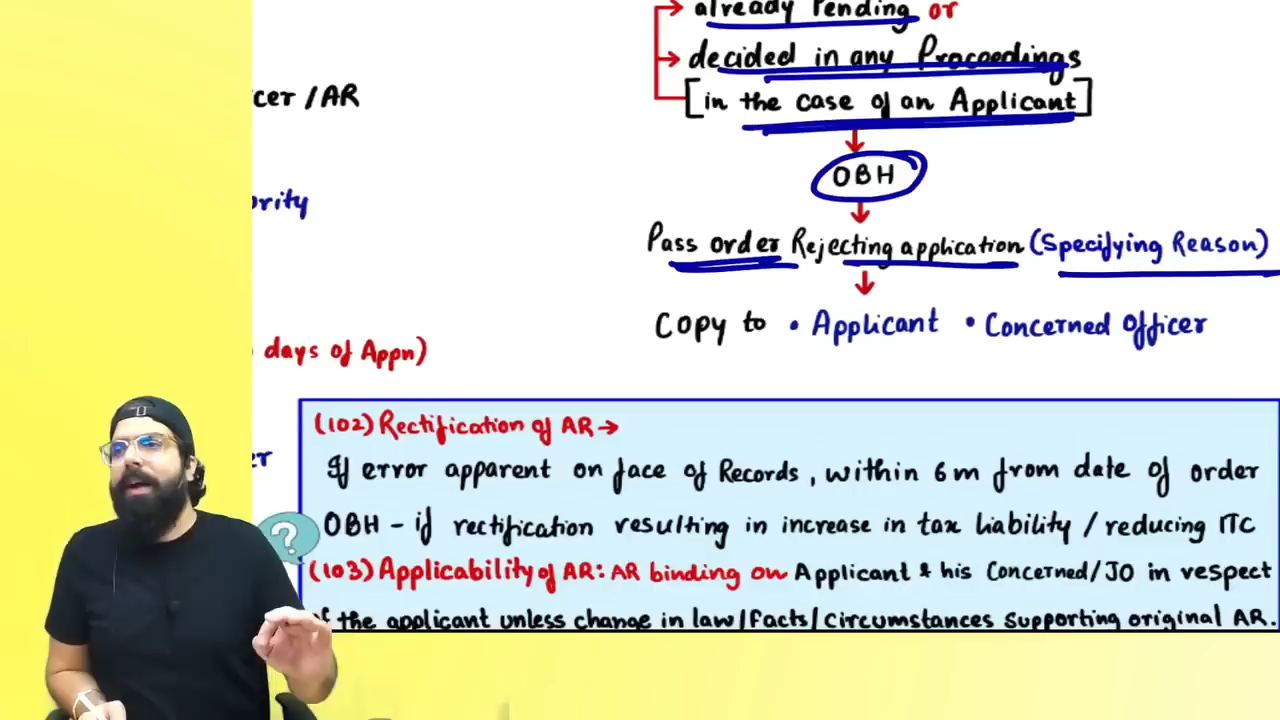 already Pending or
decided in any Proceedings
[in the case of an Applicant]
cer / AR
OBH
ority
Pass order Rejecting application (Specifying Reason)
Copy to • Applicant • Concerned Officer
days of Appn)
(102) Rectification of AR →
er
If error apparent on face of Records, within 6m from date of order
OBH - if rectification resulting in increase in tax liability / reducing ITC
?
(103) Applicability of AR: AR binding on Applicant & his Concerned/JO in respect
of the applicant unless change in law/Facts/Circumstances supporting original AR.